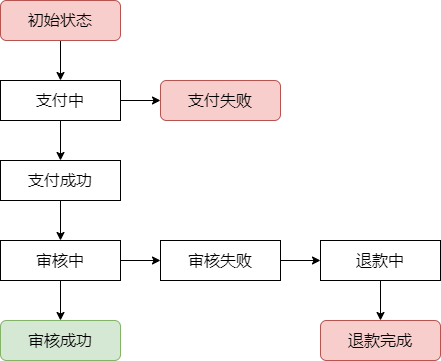 初始状态
支付中
支付失败
支付成功
审核中
审核失败
退款中
审核成功
退款完成